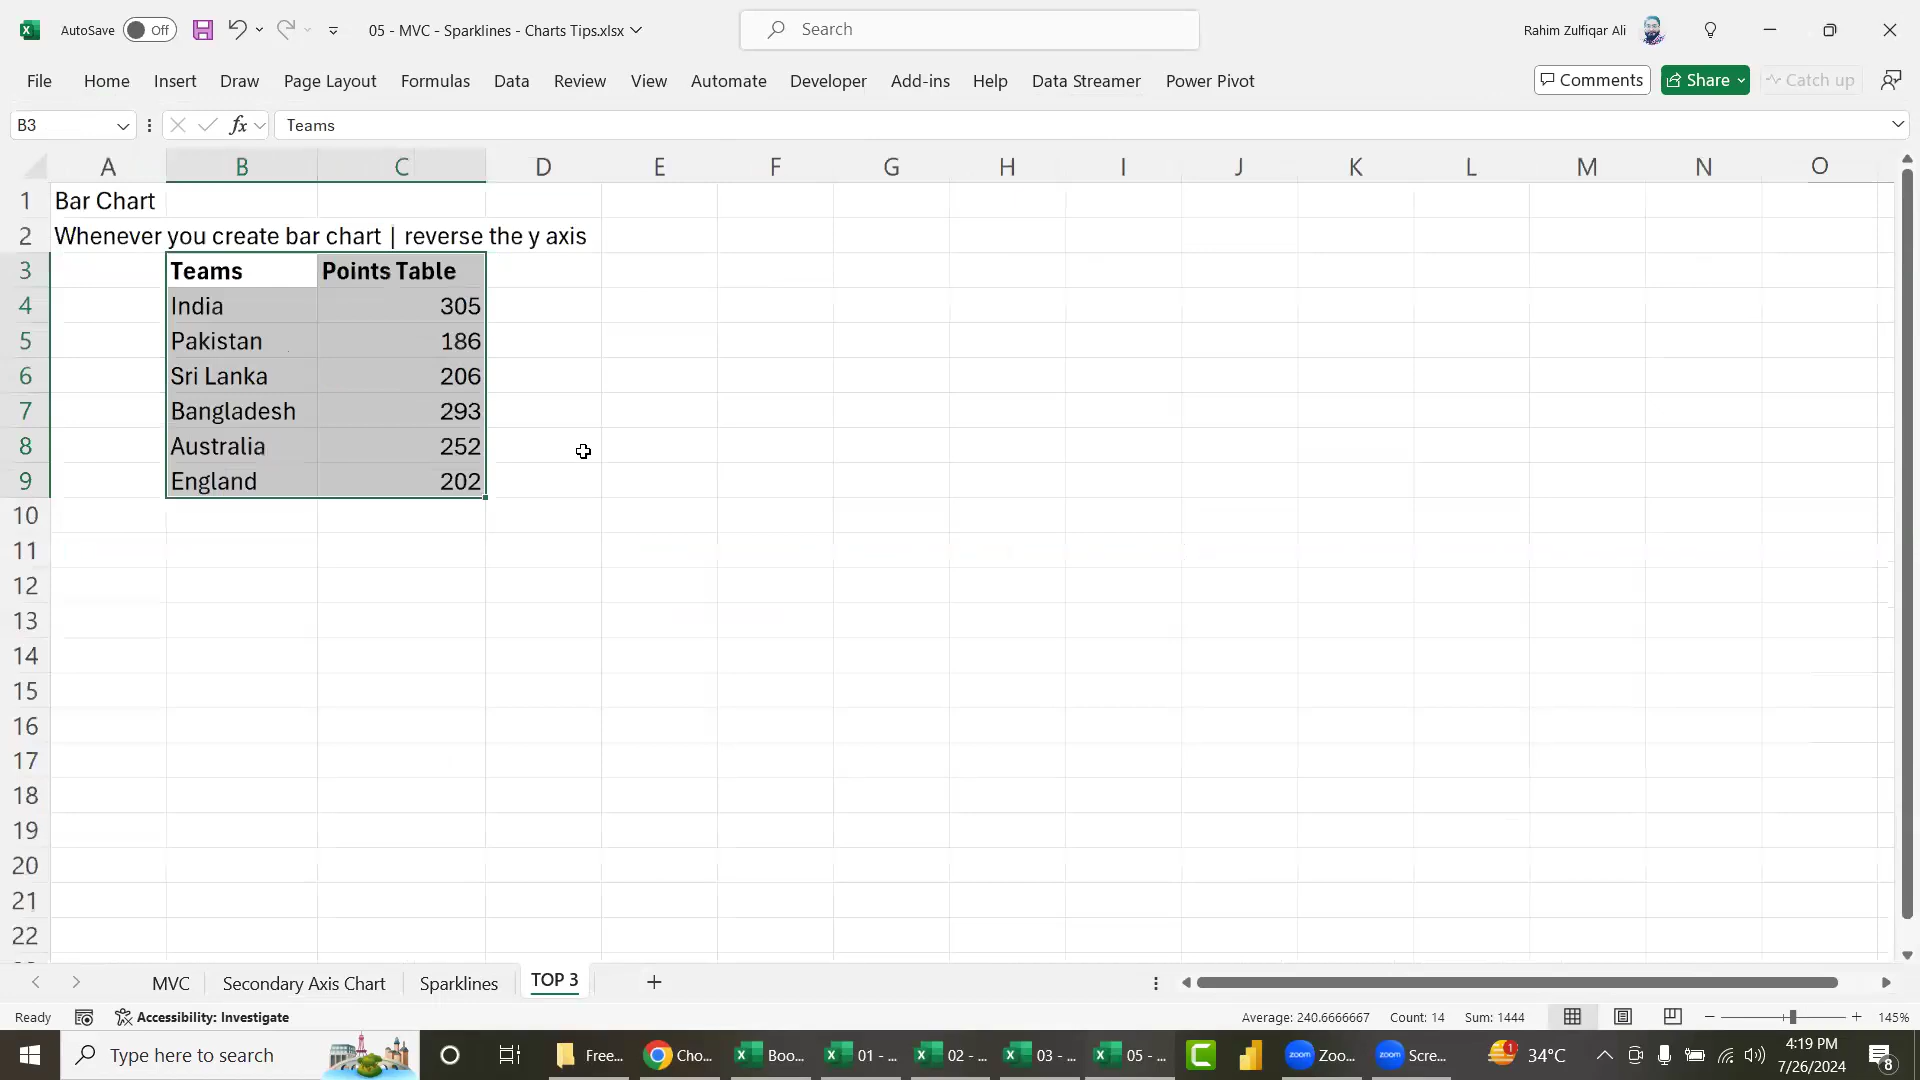 AutoSave Off 05 - MVC - Sparklines - Charts Tips.xlsx Search Rahim Zulfiqar Ali
File Home Insert Draw Page Layout Formulas Data Review View Automate Developer Add-ins Help Data Streamer Power Pivot Comments Share Catch up
B3 fx Teams
A B C D E F G H I J K L M N O
1 Bar Chart
2 Whenever you create bar chart | reverse the y axis
3 Teams Points Table
4 India 305
5 Pakistan 186
6 Sri Lanka 206
7 Bangladesh 293
8 Australia 252
9 England 202
10
11
12
13
14
15
16
17
18
19
20
21
22
MVC Secondary Axis Chart Sparklines TOP 3
Ready Accessibility: Investigate Average: 240.6666667 Count: 14 Sum: 1444 145%
Type here to search Free... Cho... Boo... 01 - ... 02 - ... 03 - ... 05 - ... zoom Zoo... zoom Scre... 1 34°C 4:19 PM
7/26/2024 8